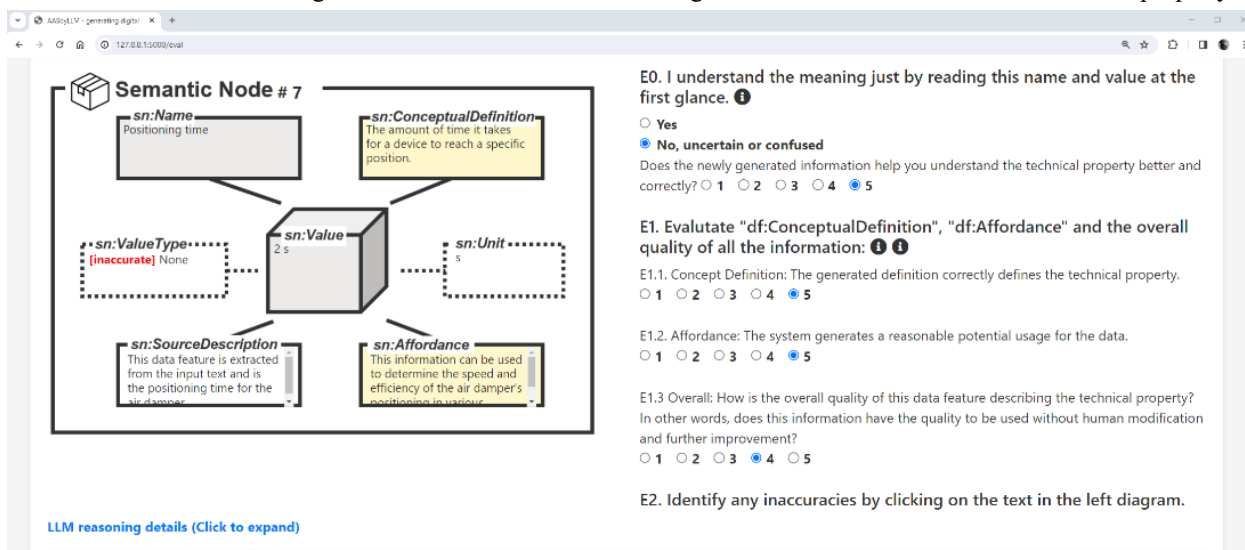 AASbyLLM - generating digital
127.0.0.1:5000/eval
Semantic Node # 7
sn:Name
Positioning time
sn:ConceptualDefinition
The amount of time it takes
for a device to reach a specific
position.
sn:ValueType
[inaccurate] None
sn:Value
2 s
sn:Unit
s
sn:SourceDescription
This data feature is extracted
from the input text and is
the positioning time for the
air damper
sn:Affordance
This information can be used
to determine the speed and
efficiency of the air damper's
positioning in various
LLM reasoning details (Click to expand)
E0. I understand the meaning just by reading this name and value at the
first glance.
Yes
No, uncertain or confused
Does the newly generated information help you understand the technical property better and
correctly? 1 2 3 4 5
E1. Evalutate "df:ConceptualDefinition", "df:Affordance" and the overall
quality of all the information:
E1.1. Concept Definition: The generated definition correctly defines the technical property.
1 2 3 4 5
E1.2. Affordance: The system generates a reasonable potential usage for the data.
1 2 3 4 5
E1.3 Overall: How is the overall quality of this data feature describing the technical property?
In other words, does this information have the quality to be used without human modification
and further improvement?
1 2 3 4 5
E2. Identify any inaccuracies by clicking on the text in the left diagram.